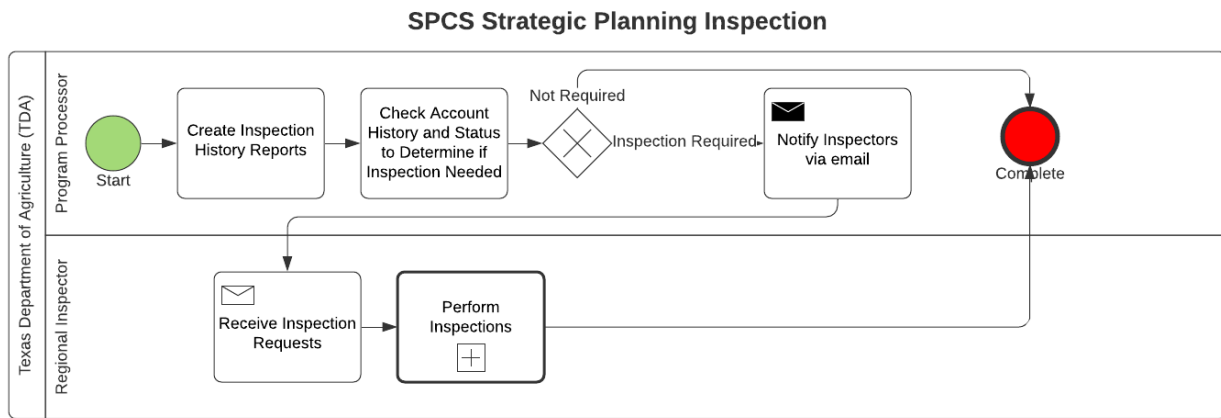 SPCS Strategic Planning Inspection
Texas Department of Agriculture (TDA)
Program Processor
Start
Create Inspection
History Reports
Check Account
History and Status
to Determine if
Inspection Needed
Not Required
Inspection Required
Notify Inspectors
via email
Complete
Regional Inspector
Receive Inspection
Requests
Perform
Inspections